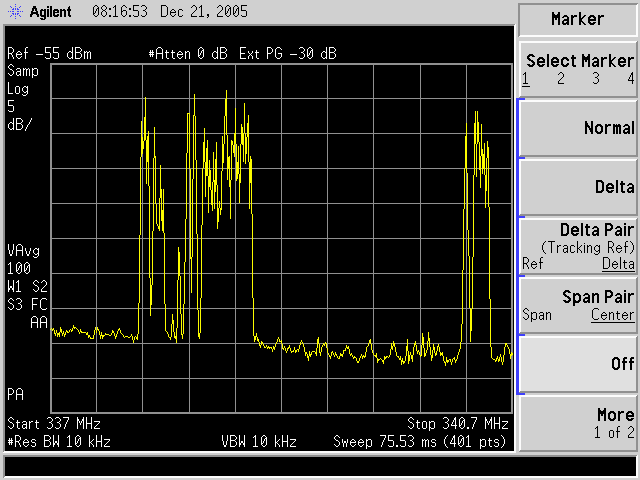 Agilent 08:16:53 Dec 21, 2005
Marker
Ref -55 dBm #Atten 0 dB Ext PG -30 dB
Samp
Log
5
dB/
VAvg
100
W1 S2
S3 FC
AA
PA
Start 337 MHz Stop 340.7 MHz
#Res BW 10 kHz VBW 10 kHz Sweep 75.53 ms (401 pts)
Select Marker
1 2 3 4
Normal
Delta
Delta Pair
(Tracking Ref)
Ref Delta
Span Pair
Span Center
Off
More
1 of 2